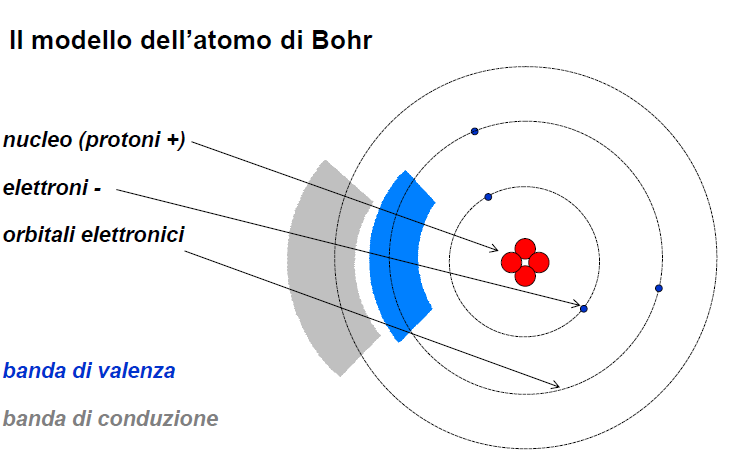 Il modello dell’atomo di Bohr
nucleo (protoni +)
elettroni -
orbitali elettronici
banda di valenza
banda di conduzione